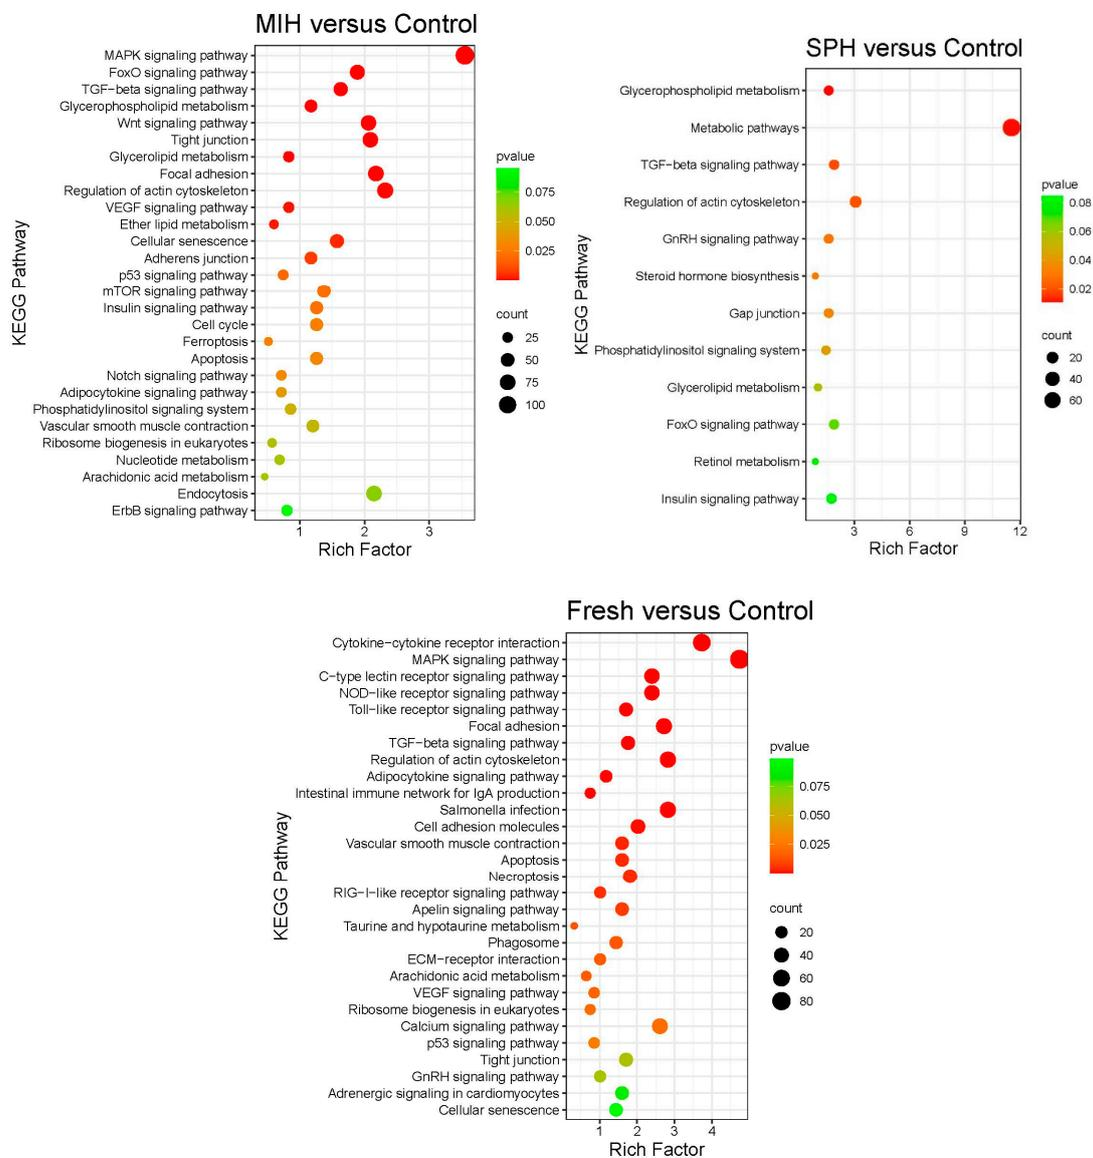 MIH versus Control
KEGG Pathway
MAPK signaling pathway
FoxO signaling pathway
TGF-beta signaling pathway
Glycerophospholipid metabolism
Wnt signaling pathway
Tight junction
Glycerolipid metabolism
Focal adhesion
Regulation of actin cytoskeleton
VEGF signaling pathway
Ether lipid metabolism
Cellular senescence
Adherens junction
p53 signaling pathway
mTOR signaling pathway
Insulin signaling pathway
Cell cycle
Ferroptosis
Apoptosis
Notch signaling pathway
Adipocytokine signaling pathway
Phosphatidylinositol signaling system
Vascular smooth muscle contraction
Ribosome biogenesis in eukaryotes
Nucleotide metabolism
Arachidonic acid metabolism
Endocytosis
ErbB signaling pathway
1 2 3
Rich Factor
pvalue
0.075
0.050
0.025
count
25
50
75
100
SPH versus Control
KEGG Pathway
Glycerophospholipid metabolism
Metabolic pathways
TGF-beta signaling pathway
Regulation of actin cytoskeleton
GnRH signaling pathway
Steroid hormone biosynthesis
Gap junction
Phosphatidylinositol signaling system
Glycerolipid metabolism
FoxO signaling pathway
Retinol metabolism
Insulin signaling pathway
3 6 9 12
Rich Factor
pvalue
0.08
0.06
0.04
0.02
count
20
40
60
Fresh versus Control
KEGG Pathway
Cytokine-cytokine receptor interaction
MAPK signaling pathway
C-type lectin receptor signaling pathway
NOD-like receptor signaling pathway
Toll-like receptor signaling pathway
Focal adhesion
TGF-beta signaling pathway
Regulation of actin cytoskeleton
Adipocytokine signaling pathway
Intestinal immune network for IgA production
Salmonella infection
Cell adhesion molecules
Vascular smooth muscle contraction
Apoptosis
Necroptosis
RIG-I-like receptor signaling pathway
Apelin signaling pathway
Taurine and hypotaurine metabolism
Phagosome
ECM-receptor interaction
Arachidonic acid metabolism
VEGF signaling pathway
Ribosome biogenesis in eukaryotes
Calcium signaling pathway
p53 signaling pathway
Tight junction
GnRH signaling pathway
Adrenergic signaling in cardiomyocytes
Cellular senescence
1 2 3 4
Rich Factor
pvalue
0.075
0.050
0.025
count
20
40
60
80